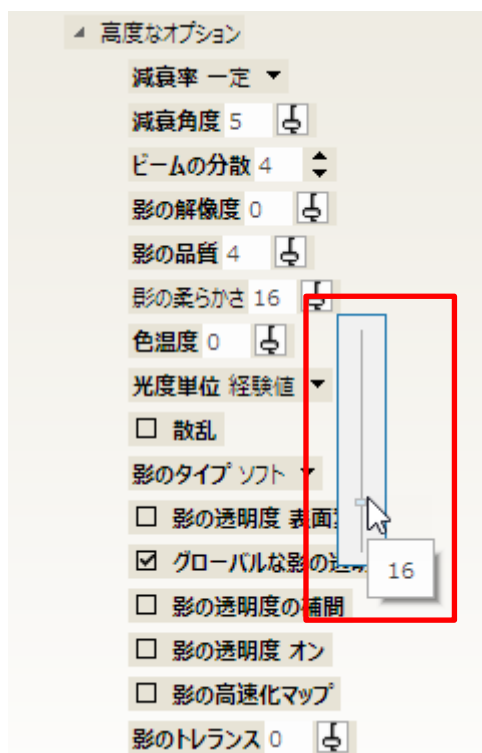 高度なオプション
減衰率 一定
減衰角度 5
ビームの分散 4
影の解像度 0
影の品質 4
影の柔らかさ 16
色温度 0
光度単位 経験値
散乱
影のタイプ ソフト
影の透明度 表面
グローバルな影の透明
16
影の透明度の補間
影の透明度 オン
影の高速化マップ
影のトレランス 0